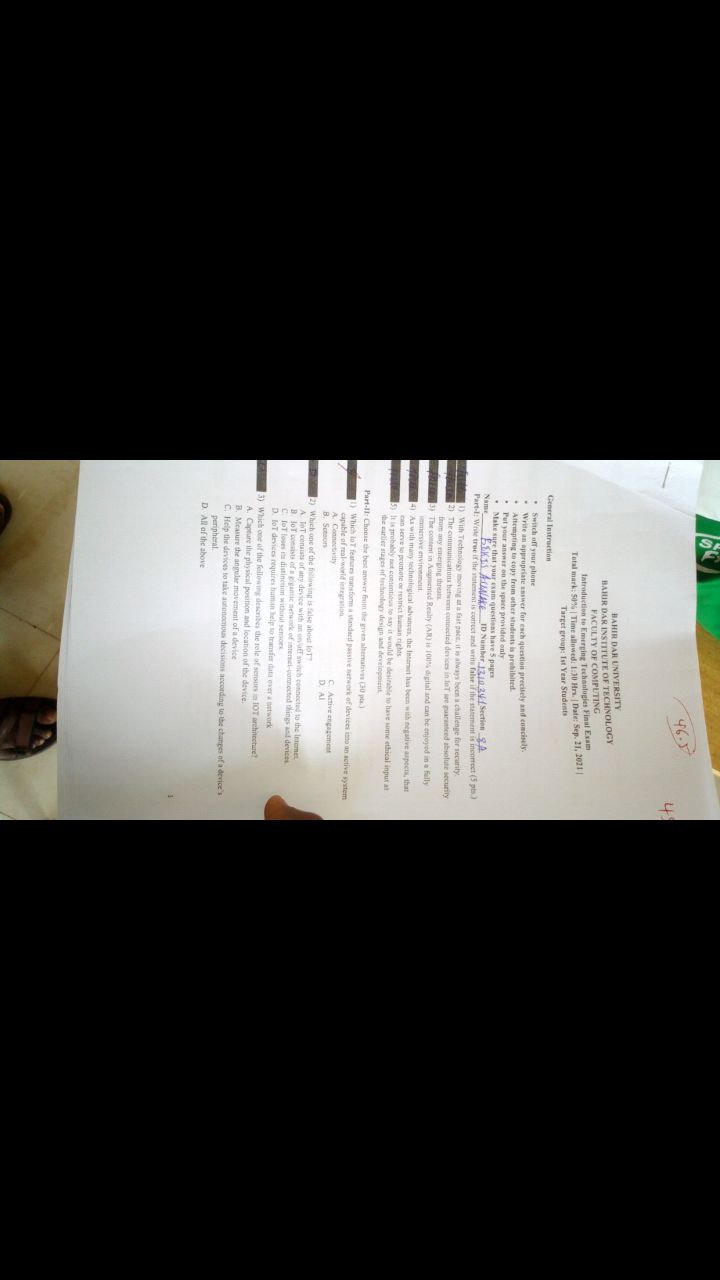 BAHIR DAR UNIVERSITY
BAHIR DAR INSTITUTE OF TECHNOLOGY
FACULTY OF COMPUTING
Introduction to Emerging Technologies Final Exam
Total mark: 50% | Time allowed: 1:30 Hrs. | Date: Sep. 21, 2021 |
Target group: 1st Year Students
46.5
General Instruction
• Switch off your phone
• Write an appropriate answer for each question precisely and concisely.
• Attempting to copy from other students is prohibited.
• Put your answer on the space provided only
• Make sure that your exam questions have 5 pages
Name ID Number Section 8A
Part-I: Write true if the statement is correct and write false if the statement is incorrect (5 pts.)
1) With Technology moving at a fast pace, it is always been a challenge for security.
2) The communications between connected devices in IoT are guaranteed absolute security
from any emerging threats.
3) The content in Augmented Realty (AR) is 100% digital and can be enjoyed in a fully
immersive environment.
4) As with many technological advances, the Internet has been with negative aspects, that
can serve to promote or restrict human rights.
5) It is probably not contentious to say it would be desirable to have some ethical input at
the earlier stages of technology design and development.
Part-II: Choose the best answer from the given alternatives (20 pts.)
1) Which IoT features transform a standard passive network of devices into an active system
capable of real-world integration.
A. Connectivity C. Active engagement
B. Sensors D. AI
2) Which one of the following is false about IoT?
A. IoT consists of any device with an on/off switch connected to the Internet.
B. IoT consists of a gigantic network of internet-connected things and devices.
C. IoT loses its distinction without sensors.
D. IoT devices requires human help to transfer data over a network
3) Which one of the following describes the role of sensors in IOT architecture?
A. Capture the physical position and location of the device.
B. Measure the angular movement of a device
C. Help the devices to take autonomous decisions according to the changes of a device's
peripheral.
D. All of the above
1